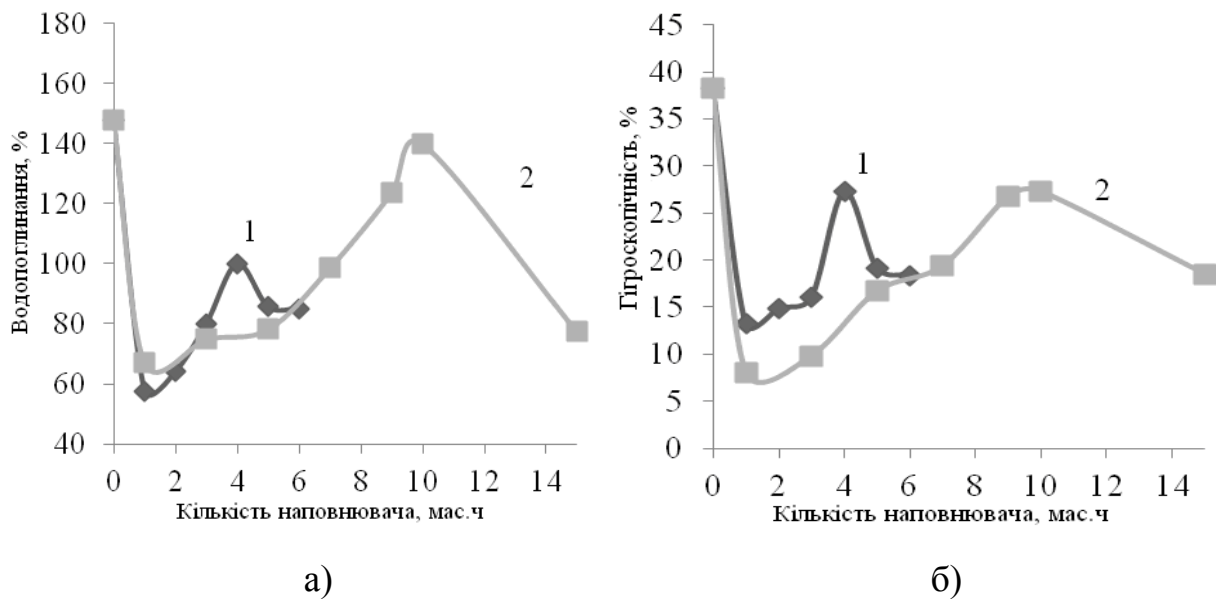 180
160
140
120
100
80
60
40
Водопоглинання, %
1
2
0 2 4 6 8 10 12 14
Кількість наповнювача, мас.ч
а)
45
40
35
30
25
20
15
10
5
0
Гігроскопічність, %
1
2
0 2 4 6 8 10 12 14
Кількість наповнювача, мас.ч
б)